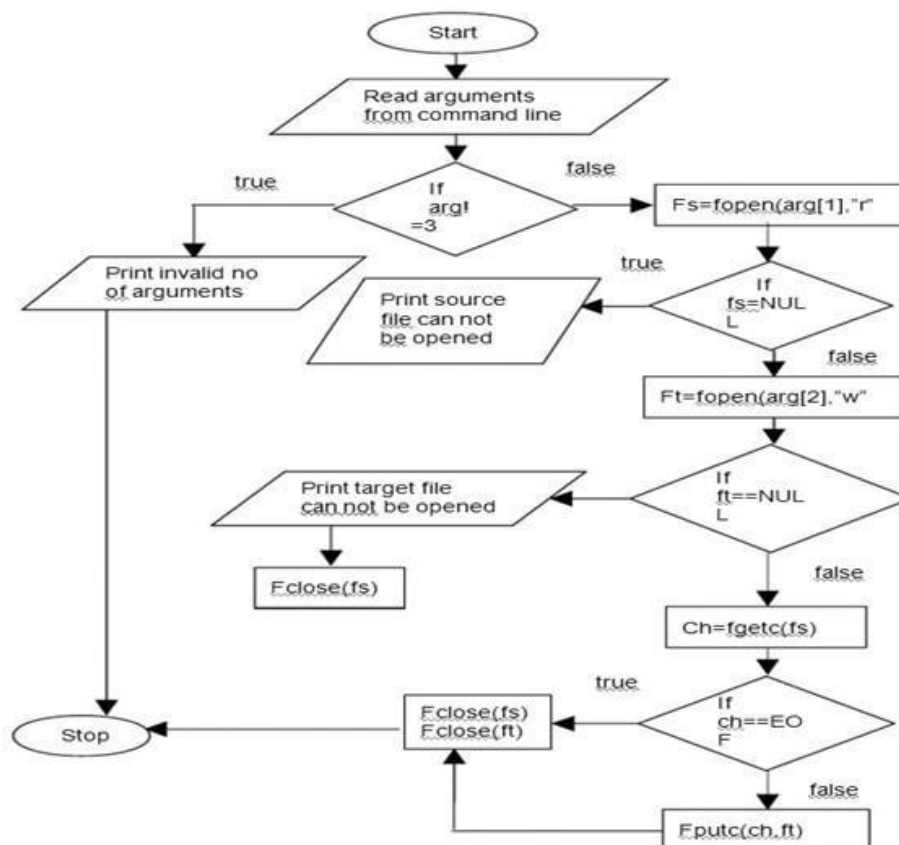 Start
Read arguments
from command line
true
false
If
arg!
=3
Fs=fopen(arg[1],"r"
Print invalid no
of arguments
true
If
fs=NUL
L
Print source
file can not
be opened
false
Ft=fopen(arg[2],"w"
If
ft==NUL
L
Print target file
can not be opened
Fclose(fs)
false
Ch=fgetc(fs)
true
If
ch==EO
F
Fclose(fs)
Fclose(ft)
Stop
false
Fputc(ch,ft)